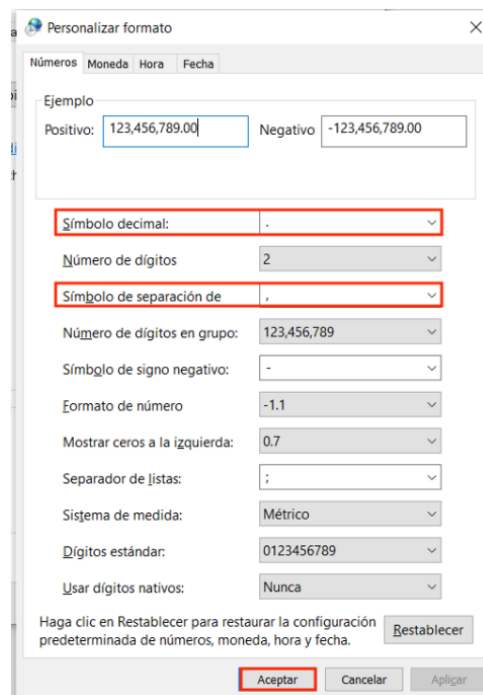 Personalizar formato
Números Moneda Hora Fecha
Ejemplo
Positivo: 123,456,789.00 Negativo -123,456,789.00
Símbolo decimal: .
Número de dígitos 2
Símbolo de separación de ,
Número de dígitos en grupo: 123,456,789
Símbolo de signo negativo: -
Formato de número -1.1
Mostrar ceros a la izquierda: 0.7
Separador de listas: ;
Sistema de medida: Métrico
Dígitos estándar: 0123456789
Usar dígitos nativos: Nunca
Haga clic en Restablecer para restaurar la configuración
predeterminada de números, moneda, hora y fecha.
Restablecer
Aceptar Cancelar Aplicar